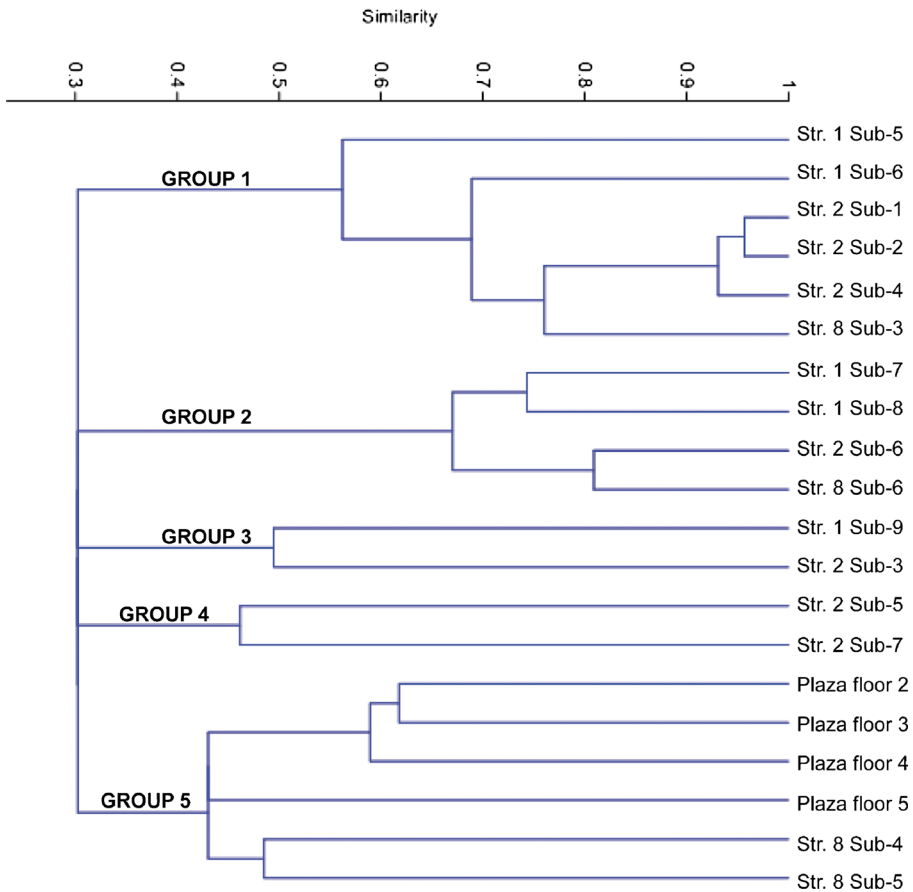 Similarity
0.3 0.4 0.5 0.6 0.7 0.8 0.9 1
Str. 1 Sub-5
Str. 1 Sub-6
GROUP 1
Str. 2 Sub-1
Str. 2 Sub-2
Str. 2 Sub-4
Str. 8 Sub-3
Str. 1 Sub-7
Str. 1 Sub-8
GROUP 2
Str. 2 Sub-6
Str. 8 Sub-6
Str. 1 Sub-9
GROUP 3
Str. 2 Sub-3
Str. 2 Sub-5
GROUP 4
Str. 2 Sub-7
Plaza floor 2
Plaza floor 3
Plaza floor 4
GROUP 5
Plaza floor 5
Str. 8 Sub-4
Str. 8 Sub-5